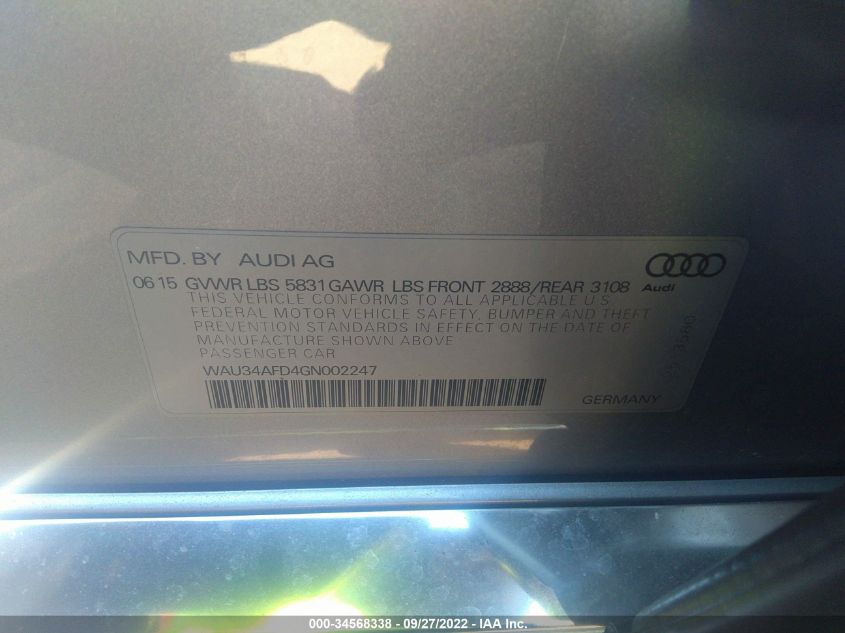 MFD. BY AUDI AG
06 15 GVWR LBS 5831 GAWR LBS FRONT 2888/REAR 3108
Audi
THIS VEHICLE CONFORMS TO ALL APPLICABLE U.S.
FEDERAL MOTOR VEHICLE SAFETY, BUMPER AND THEFT
PREVENTION STANDARDS IN EFFECT ON THE DATE OF
MANUFACTURE SHOWN ABOVE
PASSENGER CAR
WAU34AFD4GN002247
GERMANY
000-34568338 - 09/27/2022 - IAA Inc.